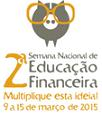 2ª Semana Nacional de
Educação
Financeira
Multiplique esta ideia!
9 a 15 de março de 2015